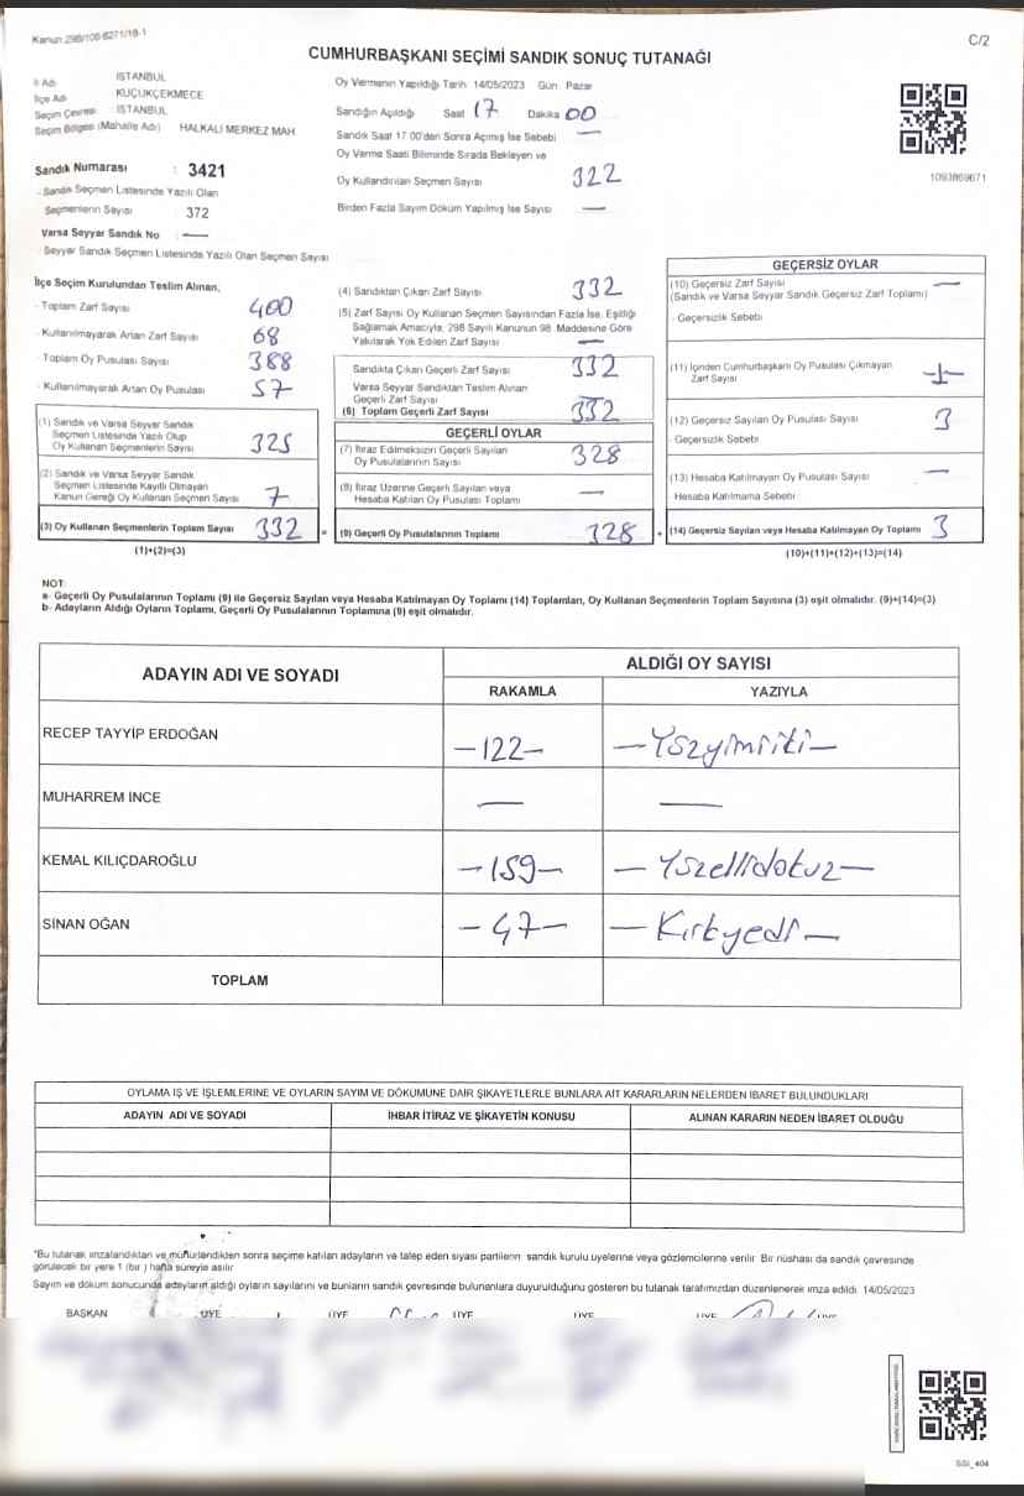 Kanun 298/106-6271/18-1
C/2
CUMHURBAŞKANI SEÇİMİ SANDIK SONUÇ TUTANAĞI
İl Adı İSTANBUL
İlçe Adı KÜÇÜKÇEKMECE
Seçim Çevresi : İSTANBUL
Seçim Bölgesi (Mahalle Adı) HALKALI MERKEZ MAH
Sandık Numarası : 3421
- Sandık Seçmen Listesinde Yazılı Olan
Seçmenlerin Sayısı 372
Varsa Seyyar Sandık No : —
- Seyyar Sandık Seçmen Listesinde Yazılı Olan Seçmen Sayısı
Oy Vermenin Yapıldığı Tarih 14/05/2023 Gün Pazar
Sandığın Açıldığı Saat 17 Dakika 00
Sandık Saat 17.00'den Sonra Açılmış İse Sebebi —
Oy Verme Saati Bitiminde Sırada Bekleyen ve
Oy Kullandırılan Seçmen Sayısı 322
Birden Fazla Sayım Döküm Yapılmış İse Sayısı —
1093869671
İlçe Seçim Kurulundan Teslim Alınan,
- Toplam Zarf Sayısı 400
- Kullanılmayarak Artan Zarf Sayısı 68
Toplam Oy Pusulası Sayısı 388
- Kullanılmayarak Artan Oy Pusulası 57
(1) Sandık ve Varsa Seyyar Sandık
Seçmen Listesinde Yazılı Olup
Oy Kullanan Seçmenlerin Sayısı 325
(2) Sandık ve Varsa Seyyar Sandık
Seçmen Listesinde Kayıtlı Olmayan
Kanun Gereği Oy Kullanan Seçmen Sayısı 7
(3) Oy Kullanan Seçmenlerin Toplam Sayısı 332
(1)+(2)=(3)
(4) Sandıktan Çıkan Zarf Sayısı 332
(5) Zarf Sayısı Oy Kullanan Seçmen Sayısından Fazla İse, Eşitliği
Sağlamak Amacıyla, 298 Sayılı Kanunun 98. Maddesine Göre
Yakılarak Yok Edilen Zarf Sayısı —
Sandıkta Çıkan Geçerli Zarf Sayısı 332
Varsa Seyyar Sandıktan Teslim Alınan
Geçerli Zarf Sayısı
(6) Toplam Geçerli Zarf Sayısı 332
GEÇERLİ OYLAR
(7) İtiraz Edilmeksizin Geçerli Sayılan
Oy Pusulalarının Sayısı 328
(8) İtiraz Üzerine Geçerli Sayılan veya
Hesaba Katılan Oy Pusulası Toplamı —
= (9) Geçerli Oy Pusulalarının Toplamı 328
GEÇERSİZ OYLAR
(10) Geçersiz Zarf Sayısı —
(Sandık ve Varsa Seyyar Sandık Geçersiz Zarf Toplamı)
- Geçersizlik Sebebi
(11) İçinden Cumhurbaşkanı Oy Pusulası Çıkmayan
Zarf Sayısı -1-
(12) Geçersiz Sayılan Oy Pusulası Sayısı 3
- Geçersizlik Sebebi
(13) Hesaba Katılmayan Oy Pusulası Sayısı —
Hesaba Katılmama Sebebi
+ (14) Geçersiz Sayılan veya Hesaba Katılmayan Oy Toplamı 3
(10)+(11)+(12)+(13)=(14)
NOT:
a- Geçerli Oy Pusulalarının Toplamı (9) ile Geçersiz Sayılan veya Hesaba Katılmayan Oy Toplamı (14) Toplamları, Oy Kullanan Seçmenlerin Toplam Sayısına (3) eşit olmalıdır. (9)+(14)=(3)
b- Adayların Aldığı Oyların Toplamı, Geçerli Oy Pusulalarının Toplamına (9) eşit olmalıdır.
ADAYIN ADI VE SOYADI
ALDIĞI OY SAYISI
RAKAMLA YAZIYLA
RECEP TAYYİP ERDOĞAN -122- -Yüzyirmiiki-
MUHARREM İNCE — —
KEMAL KILIÇDAROĞLU -159- -Yüzellidokuz-
SİNAN OĞAN -47- -Kırkyedi-
TOPLAM
OYLAMA İŞ VE İŞLEMLERİNE VE OYLARIN SAYIM VE DÖKÜMÜNE DAİR ŞİKAYETLERLE BUNLARA AİT KARARLARIN NELERDEN İBARET BULUNDUKLARI
ADAYIN ADI VE SOYADI İHBAR İTİRAZ VE ŞİKAYETİN KONUSU ALINAN KARARIN NEDEN İBARET OLDUĞU
*Bu tutanak imzalandıktan ve mühürlendikten sonra seçime katılan adayların ve talep eden siyasi partilerin sandık kurulu üyelerine veya gözlemcilerine verilir. Bir nüshası da sandık çevresinde
görülecek bir yere 1 (bir) hafta süreyle asılır
Sayım ve döküm sonucunda adayların aldığı oyların sayılarını ve bunların sandık çevresinde bulunanlara duyurulduğunu gösteren bu tutanak tarafımızdan düzenlenerek imza edildi. 14/05/2023
BAŞKAN ÜYE ÜYE ÜYE ÜYE ÜYE ÜYE